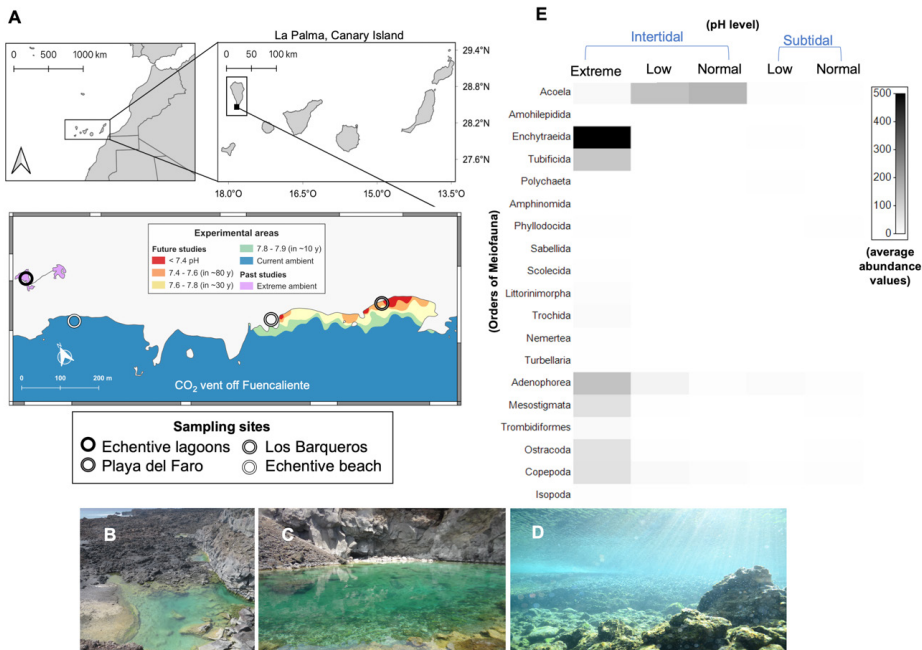 A
La Palma, Canary Island
0 500 1000 km
0 50 100 km
29.4°N
28.8°N
28.2°N
27.6°N
18.0°W 16.5°W 15.0°W 13.5°W
Experimental areas
Future studies
< 7.4 pH
7.4 - 7.6 (in ~80 y)
7.6 - 7.8 (in ~30 y)
7.8 - 7.9 (in ~10 y)
Current ambient
Past studies
Extreme ambient
0 100 200 m
CO₂ vent off Fuencaliente
Sampling sites
Echentive lagoons
Los Barqueros
Playa del Faro
Echentive beach
B
C
D
E
(pH level)
Intertidal
Subtidal
Extreme
Low
Normal
Low
Normal
(Orders of Meiofauna)
Acoela
Amohilepidida
Enchytraeida
Tubificida
Polychaeta
Amphinomida
Phyllodocida
Sabellida
Scolecida
Littorinimorpha
Trochida
Nemertea
Turbellaria
Adenophorea
Mesostigmata
Trombidiformes
Ostracoda
Copepoda
Isopoda
500
400
300
200
100
0
(average
abundance
values)